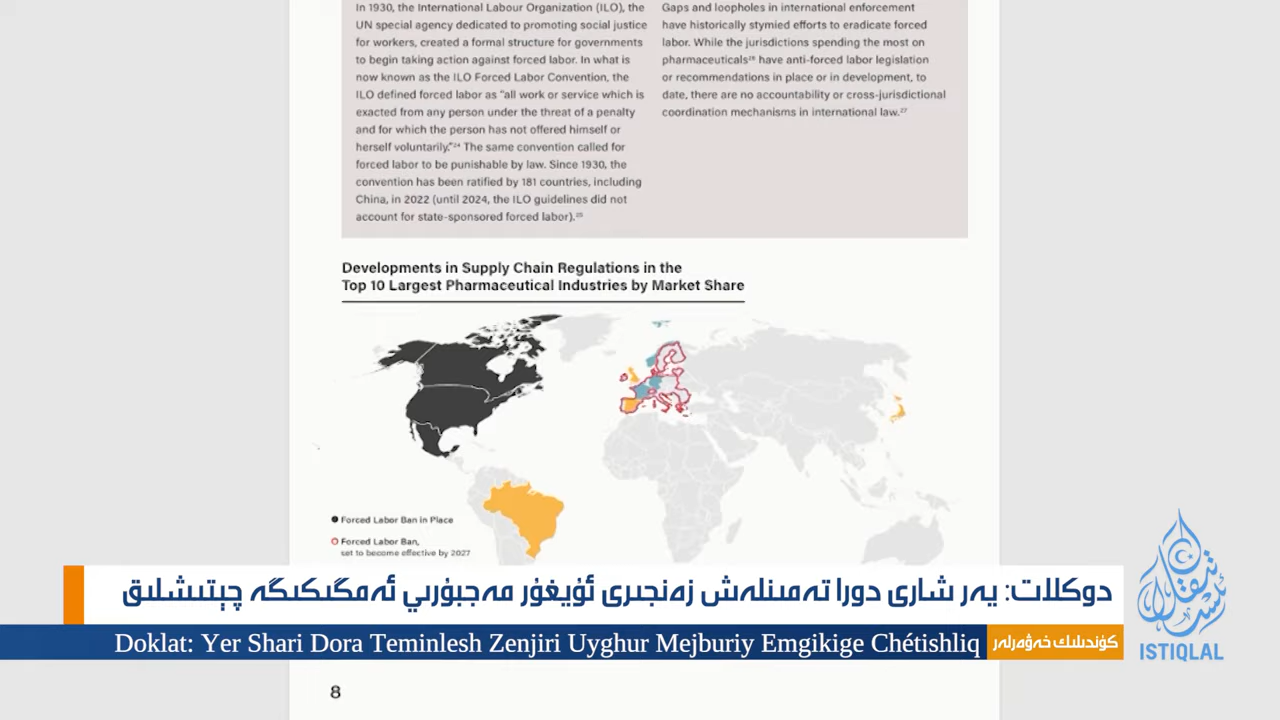 In 1930, the International Labour Organization (ILO), the
UN special agency dedicated to promoting social justice
for workers, created a formal structure for governments
to begin taking action against forced labor. In what is
now known as the ILO Forced Labor Convention, the
ILO defined forced labor as “all work or service which is
exacted from any person under the threat of a penalty
and for which the person has not offered himself or
herself voluntarily.”²⁴ The same convention called for
forced labor to be punishable by law. Since 1930, the
convention has been ratified by 181 countries, including
China, in 2022 (until 2024, the ILO guidelines did not
account for state-sponsored forced labor).²⁵
Gaps and loopholes in international enforcement
have historically stymied efforts to eradicate forced
labor. While the jurisdictions spending the most on
pharmaceuticals²⁶ have anti-forced labor legislation
or recommendations in place or in development, to
date, there are no accountability or cross-jurisdictional
coordination mechanisms in international law.²⁷
Developments in Supply Chain Regulations in the
Top 10 Largest Pharmaceutical Industries by Market Share
Forced Labor Ban in Place
Forced Labor Ban,
set to become effective by 2027
دوكلات: يەر شارى دورا تەمىنلەش زەنجىرى ئۇيغۇر مەجبۇرىي ئەمگىكىگە چېتىشلىق
Doklat: Yer Shari Dora Teminlesh Zenjiri Uyghur Mejburiy Emgikige Chétishliq
كۈندىلىك خەۋەرلەر
ISTIQLAL
8